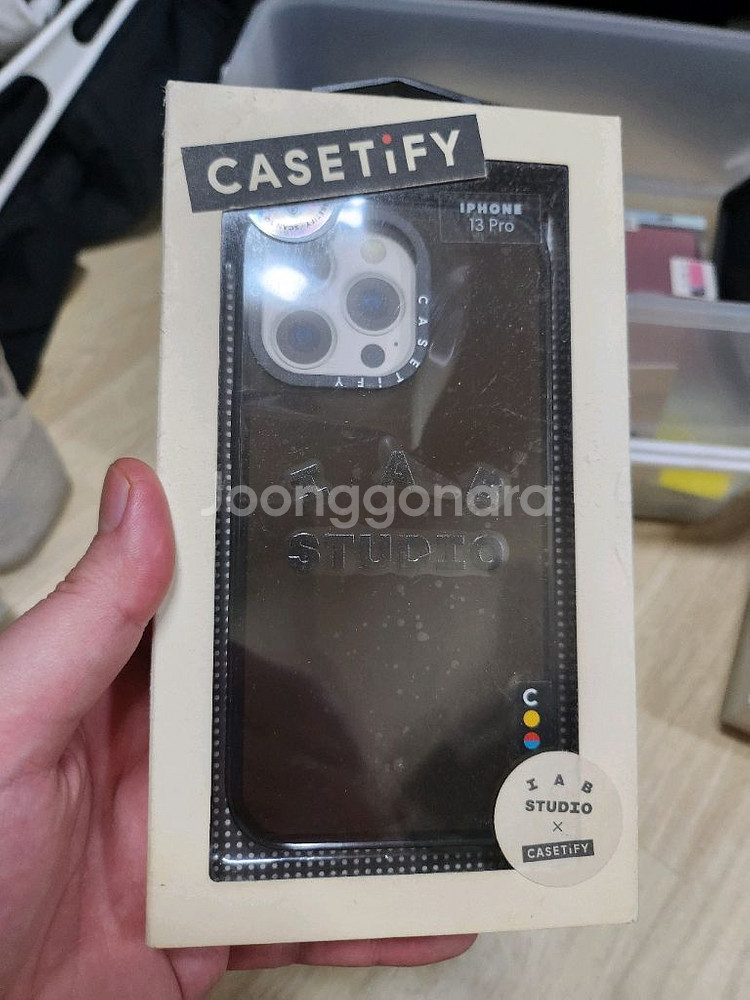 CASETiFY
IPHONE
13 Pro
CASETiFY
I A B
STUDIO
Joonggonara
C
I A B
STUDIO
×
CASETiFY